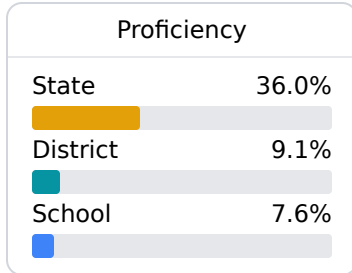 Proficiency
State 36.0%
District 9.1%
School 7.6%